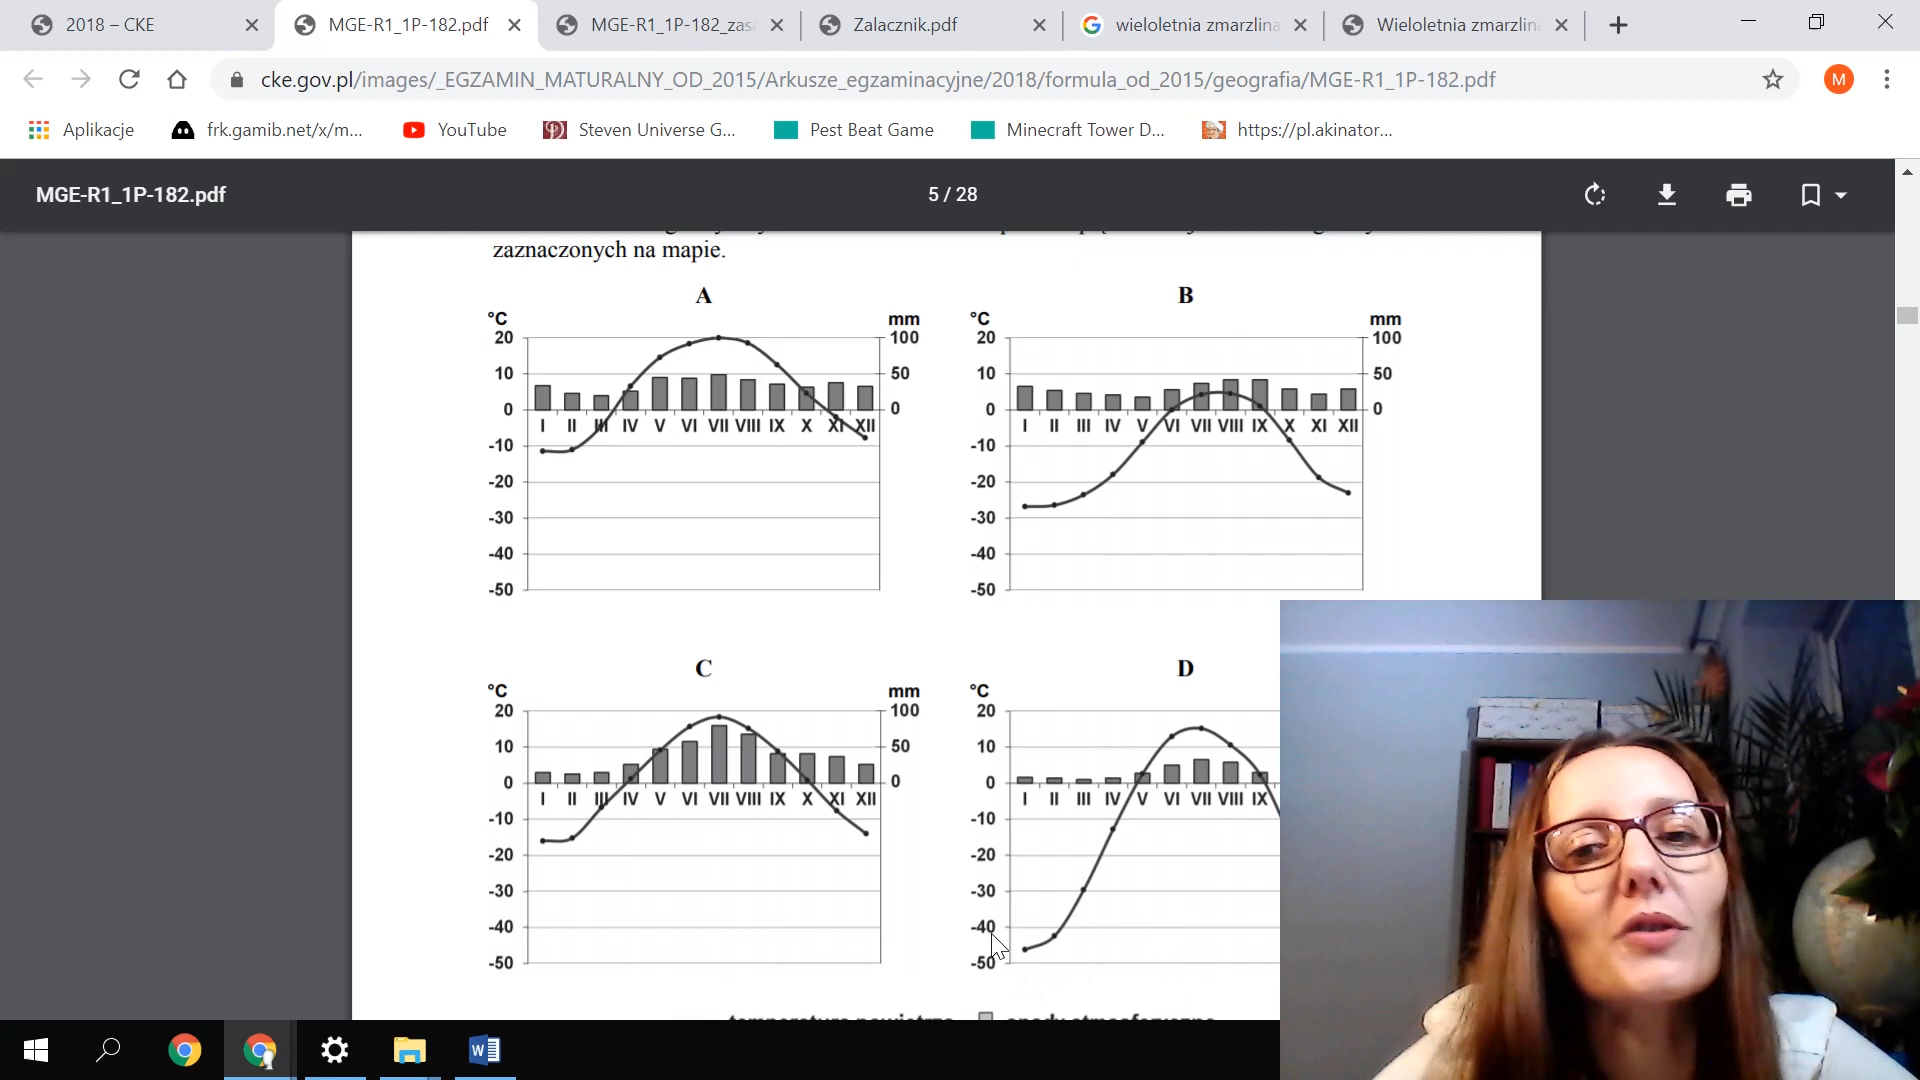 2018 – CKE
MGE-R1_1P-182.pdf
MGE-R1_1P-182_zasa
Zalacznik.pdf
wieloletnia zmarzlina
Wieloletnia zmarzlin
cke.gov.pl/images/_EGZAMIN_MATURALNY_OD_2015/Arkusze_egzaminacyjne/2018/formula_od_2015/geografia/MGE-R1_1P-182.pdf
M
Aplikacje
frk.gamib.net/x/m...
YouTube
Steven Universe G...
Pest Beat Game
Minecraft Tower D...
https://pl.akinator...
MGE-R1_1P-182.pdf
5 / 28
zaznaczonych na mapie.
A
°C
mm
20
10
0
-10
-20
-30
-40
-50
100
50
0
I II III IV V VI VII VIII IX X XI XII
B
°C
mm
20
10
0
-10
-20
-30
-40
-50
100
50
0
I II III IV V VI VII VIII IX X XI XII
C
°C
mm
20
10
0
-10
-20
-30
-40
-50
100
50
0
I II III IV V VI VII VIII IX X XI XII
D
°C
20
10
0
-10
-20
-30
-40
-50
I II III IV V VI VII VIII IX
temperatura powietrza
opady atmosferyczne